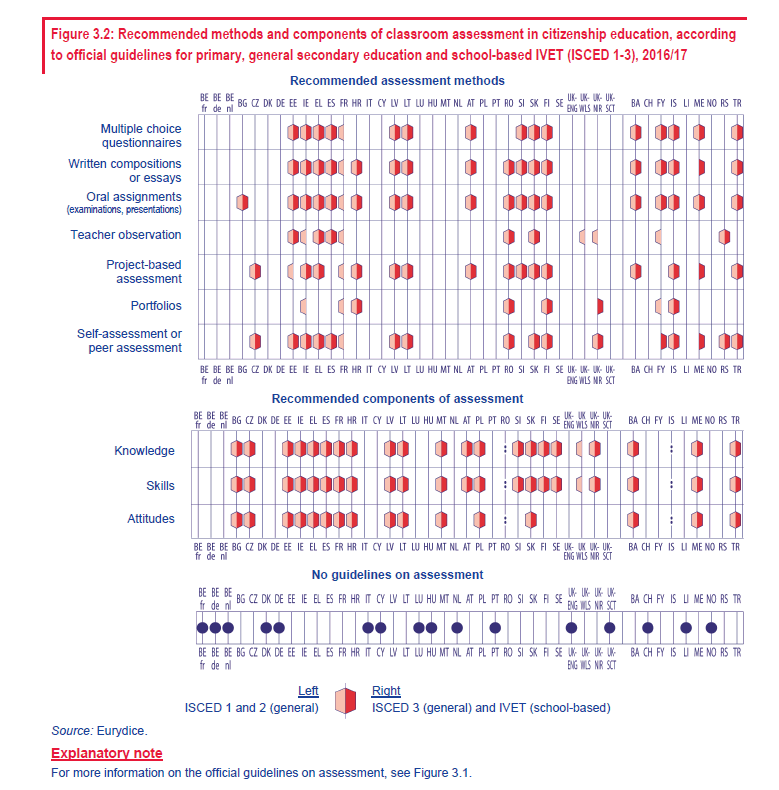 Figure 3.2: Recommended methods and components of classroom assessment in citizenship education, according
to official guidelines for primary, general secondary education and school-based IVET (ISCED 1-3), 2016/17
Recommended assessment methods
BE fr BE de BE nl BG CZ DK DE EE IE EL ES FR HR IT CY LV LT LU HU MT NL AT PL PT RO SI SK FI SE UK-ENG UK-WLS UK-NIR UK-SCT BA CH FY IS LI ME NO RS TR
Multiple choice
questionnaires
Written compositions
or essays
Oral assignments
(examinations, presentations)
Teacher observation
Project-based
assessment
Portfolios
Self-assessment or
peer assessment
BE fr BE de BE nl BG CZ DK DE EE IE EL ES FR HR IT CY LV LT LU HU MT NL AT PL PT RO SI SK FI SE UK-ENG UK-WLS UK-NIR UK-SCT BA CH FY IS LI ME NO RS TR
Recommended components of assessment
BE fr BE de BE nl BG CZ DK DE EE IE EL ES FR HR IT CY LV LT LU HU MT NL AT PL PT RO SI SK FI SE UK-ENG UK WLS UK-NIR UK-SCT BA CH FY IS LI ME NO RS TR
Knowledge : :
Skills : :
Attitudes : :
BE fr BE de BE nl BG CZ DK DE EE IE EL ES FR HR IT CY LV LT LU HU MT NL AT PL PT RO SI SK FI SE UK-ENG UK WLS UK-NIR UK-SCT BA CH FY IS LI ME NO RS TR
No guidelines on assessment
BE fr BE de BE nl BG CZ DK DE EE IE EL ES FR HR IT CY LV LT LU HU MT NL AT PL PT RO SI SK FI SE UK-ENG UK-WLS UK-NIR UK-SCT BA CH FY IS LI ME NO RS TR
BE fr BE de BE nl BG CZ DK DE EE IE EL ES FR HR IT CY LV LT LU HU MT NL AT PL PT RO SI SK FI SE UK-ENG UK-WLS UK-NIR UK-SCT BA CH FY IS LI ME NO RS TR
Left Right
ISCED 1 and 2 (general) ISCED 3 (general) and IVET (school-based)
Source: Eurydice.
Explanatory note
For more information on the official guidelines on assessment, see Figure 3.1.